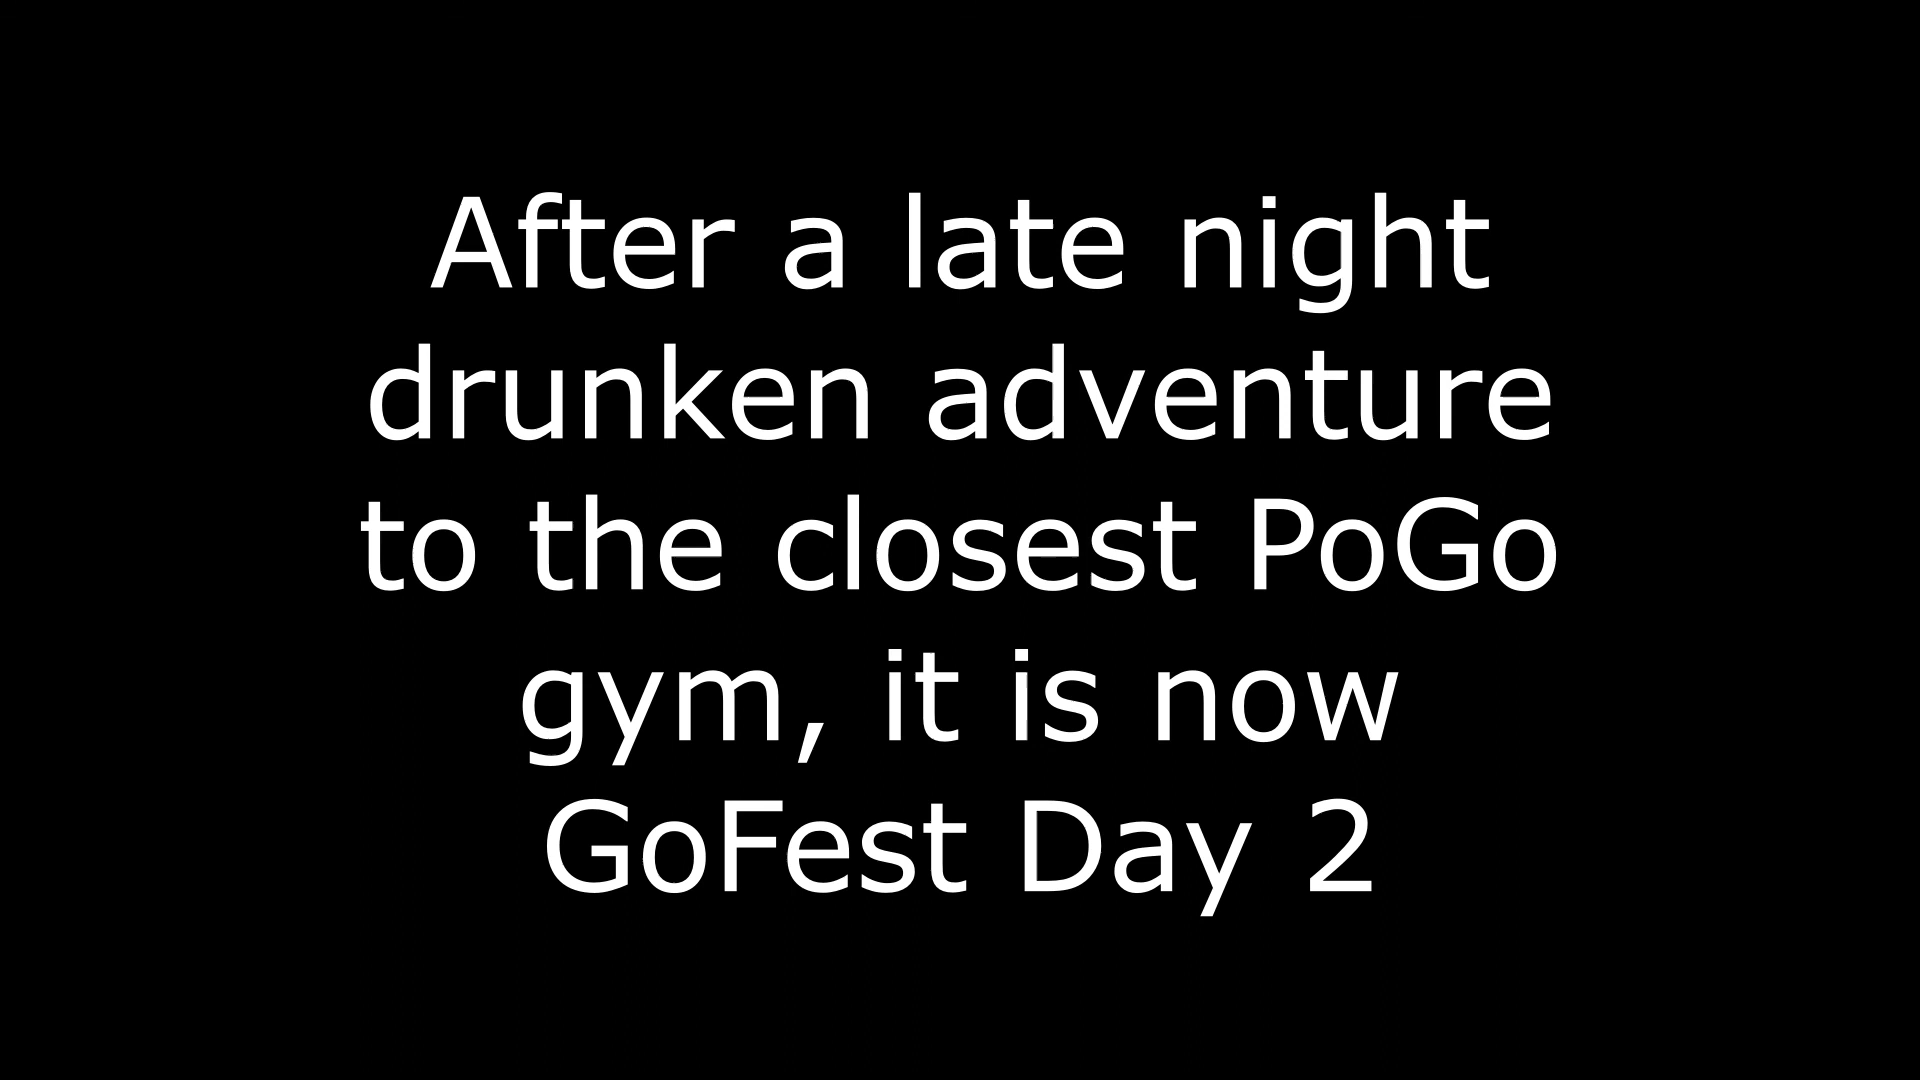 After a late night
drunken adventure
to the closest PoGo
gym, it is now
GoFest Day 2